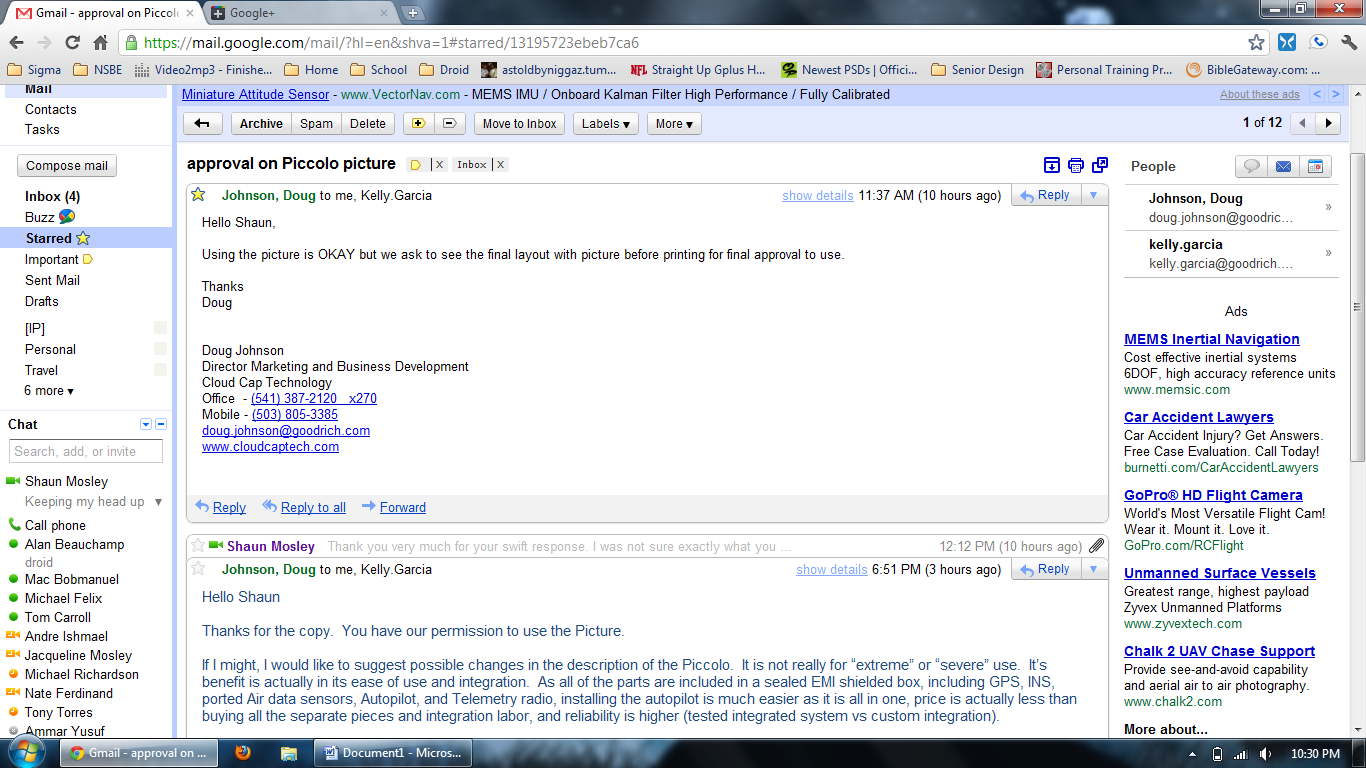 Gmail - approval on Piccolo
Google+
https://mail.google.com/mail/?hl=en&shva=1#starred/13195723ebeb7ca6
Sigma NSBE Video2mp3 - Finishe... Home School Droid astoldbyniggaz.tum... Straight Up Gplus H... Newest PSDs | Offici... Senior Design Personal Training Pr... BibleGateway.com: ...
Mail
Contacts
Tasks
Compose mail
Inbox (4)
Buzz
Starred
Important
Sent Mail
Drafts
[IP]
Personal
Travel
6 more ▾
Chat
Search, add, or invite
Shaun Mosley
Keeping my head up
Call phone
Alan Beauchamp
droid
Mac Bobmanuel
Michael Felix
Tom Carroll
Andre Ishmael
Jacqueline Mosley
Michael Richardson
Nate Ferdinand
Tony Torres
Ammar Yusuf
Miniature Attitude Sensor - www.VectorNav.com - MEMS IMU / Onboard Kalman Filter High Performance / Fully Calibrated
About these ads < >
Archive Spam Delete Move to Inbox Labels ▾ More ▾ 1 of 12
approval on Piccolo picture | X Inbox | X
Johnson, Doug to me, Kelly.Garcia show details 11:37 AM (10 hours ago) Reply
Hello Shaun,
Using the picture is OKAY but we ask to see the final layout with picture before printing for final approval to use.
Thanks
Doug
Doug Johnson
Director Marketing and Business Development
Cloud Cap Technology
Office - (541) 387-2120 x270
Mobile - (503) 805-3385
doug.johnson@goodrich.com
www.cloudcaptech.com
Reply Reply to all Forward
Shaun Mosley Thank you very much for your swift response. I was not sure exactly what you ... 12:12 PM (10 hours ago)
Johnson, Doug to me, Kelly.Garcia show details 6:51 PM (3 hours ago) Reply
Hello Shaun
Thanks for the copy. You have our permission to use the Picture.
If I might, I would like to suggest possible changes in the description of the Piccolo. It is not really for “extreme” or “severe” use. It’s
benefit is actually in its ease of use and integration. As all of the parts are included in a sealed EMI shielded box, including GPS, INS,
ported Air data sensors, Autopilot, and Telemetry radio, installing the autopilot is much easier as it is all in one, price is actually less than
buying all the separate pieces and integration labor, and reliability is higher (tested integrated system vs custom integration).
People
Johnson, Doug
doug.johnson@goodric... »
kelly.garcia
kelly.garcia@goodrich.... »
Ads
MEMS Inertial Navigation
Cost effective inertial systems
6DOF, high accuracy reference units
www.memsic.com
Car Accident Lawyers
Car Accident Injury? Get Answers.
Free Case Evaluation. Call Today!
burnetti.com/CarAccidentLawyers
GoPro® HD Flight Camera
World's Most Versatile Flight Cam!
Wear it. Mount it. Love it.
GoPro.com/RCFlight
Unmanned Surface Vessels
Greatest range, highest payload
Zyvex Unmanned Platforms
www.zyvextech.com
Chalk 2 UAV Chase Support
Provide see-and-avoid capability
and aerial air to air photography.
www.chalk2.com
More about...
Gmail - approval on ... Document1 - Micros... 10:30 PM